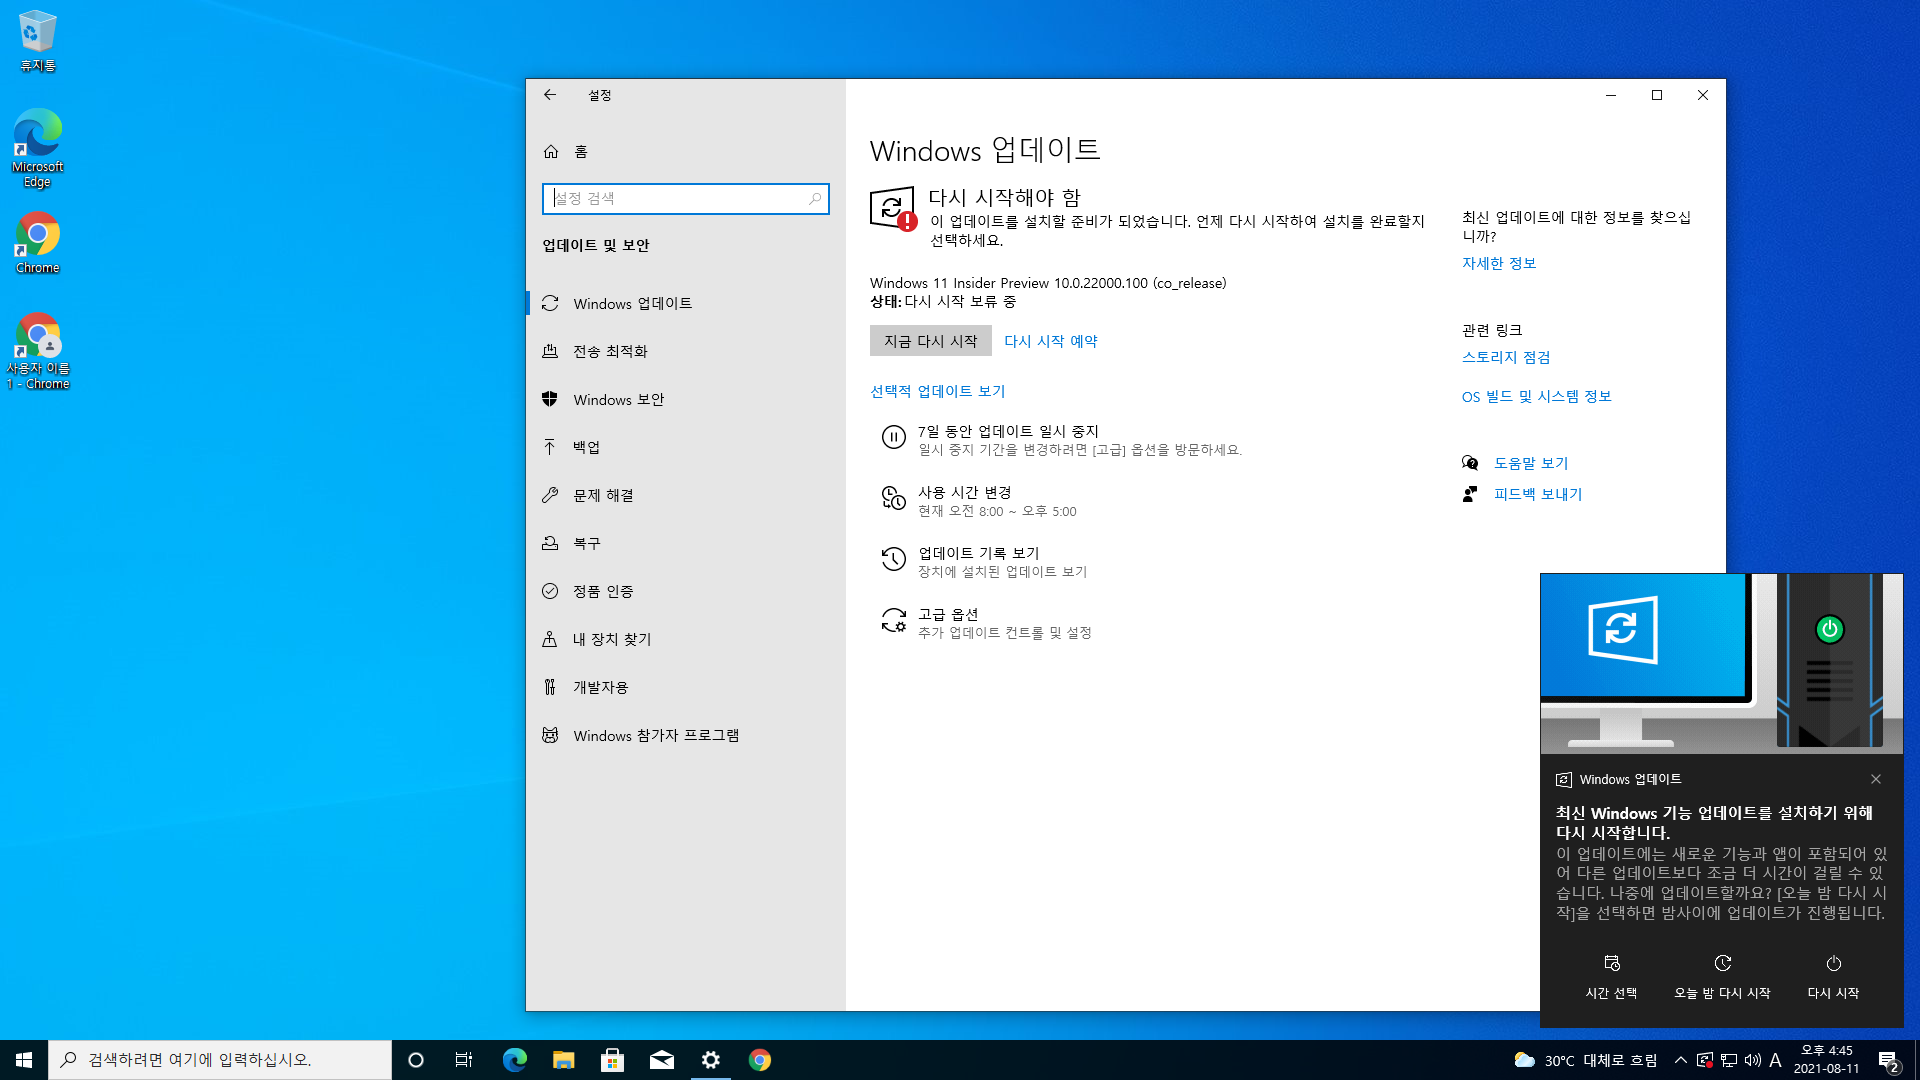 휴지통
Microsoft
Edge
Chrome
사용자 이름
1 - Chrome
설정
홈
설정 검색
업데이트 및 보안
Windows 업데이트
전송 최적화
Windows 보안
백업
문제 해결
복구
정품 인증
내 장치 찾기
개발자용
Windows 참가자 프로그램
Windows 업데이트
다시 시작해야 함
이 업데이트를 설치할 준비가 되었습니다. 언제 다시 시작하여 설치를 완료할지
선택하세요.
Windows 11 Insider Preview 10.0.22000.100 (co_release)
상태: 다시 시작 보류 중
지금 다시 시작
다시 시작 예약
선택적 업데이트 보기
7일 동안 업데이트 일시 중지
일시 중지 기간을 변경하려면 [고급] 옵션을 방문하세요.
사용 시간 변경
현재 오전 8:00 ~ 오후 5:00
업데이트 기록 보기
장치에 설치된 업데이트 보기
고급 옵션
추가 업데이트 컨트롤 및 설정
최신 업데이트에 대한 정보를 찾으십
니까?
자세한 정보
관련 링크
스토리지 점검
OS 빌드 및 시스템 정보
도움말 보기
피드백 보내기
Windows 업데이트
최신 Windows 기능 업데이트를 설치하기 위해
다시 시작합니다.
이 업데이트에는 새로운 기능과 앱이 포함되어 있
어 다른 업데이트보다 조금 더 시간이 걸릴 수 있
습니다. 나중에 업데이트할까요? [오늘 밤 다시 시
작]을 선택하면 밤사이에 업데이트가 진행됩니다.
시간 선택
오늘 밤 다시 시작
다시 시작
검색하려면 여기에 입력하십시오.
30°C 대체로 흐림
A
오후 4:45
2021-08-11
2